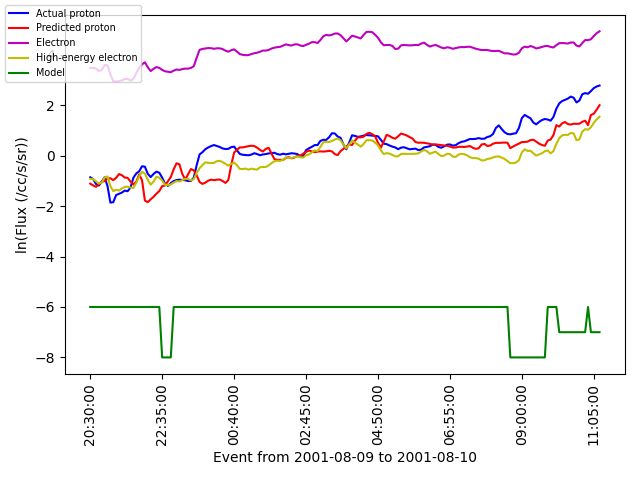 Actual proton
Predicted proton
Electron
High-energy electron
Model
ln(Flux (/cc/s/sr))
2
0
−2
−4
−6
−8
20:30:00
22:35:00
00:40:00
02:45:00
04:50:00
06:55:00
09:00:00
11:05:00
Event from 2001-08-09 to 2001-08-10